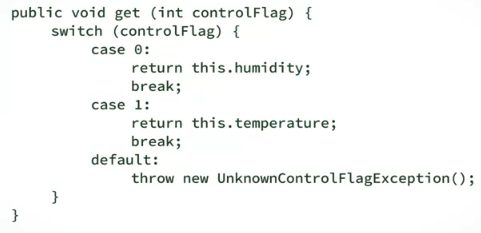 public void get (int controlFlag) {
switch (controlFlag) {
case 0:
return this.humidity;
break;
case 1:
return this.temperature;
break;
default:
throw new UnknownControlFlagException();
}
}